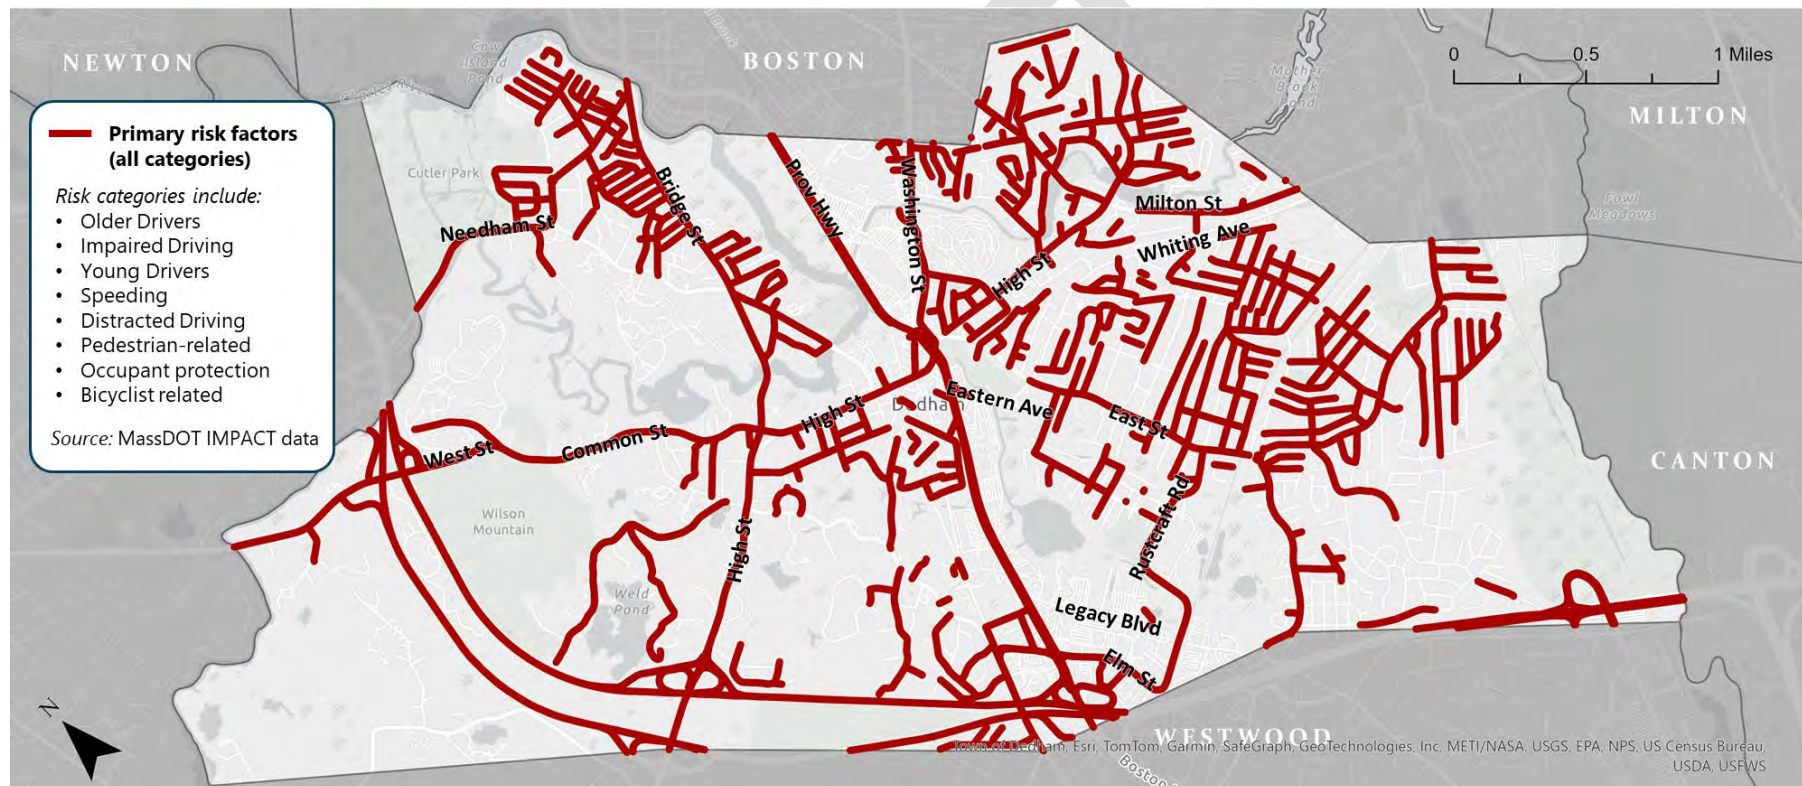 NEWTON
BOSTON
MILTON
CANTON
WESTWOOD
0 0.5 1 Miles
Primary risk factors
(all categories)
Risk categories include:
• Older Drivers
• Impaired Driving
• Young Drivers
• Speeding
• Distracted Driving
• Pedestrian-related
• Occupant protection
• Bicyclist related
Source: MassDOT IMPACT data
Cow
Island
Pond
Charles River
Cutler Park
Mother
Brook
Pond
Fowl
Meadows
Needham St
Bridge St
Prov Hwy
Washington St
Milton St
Whiting Ave
High St
Dedham
Eastern Ave
East St
High St
Common St
West St
Wilson
Mountain
High St
Weld
Pond
Rustcraft Rd
Legacy Blvd
Elm St
N
Town of Dedham, Esri, TomTom, Garmin, SafeGraph, GeoTechnologies, Inc, METI/NASA, USGS, EPA, NPS, US Census Bureau,
USDA, USFWS
Boston